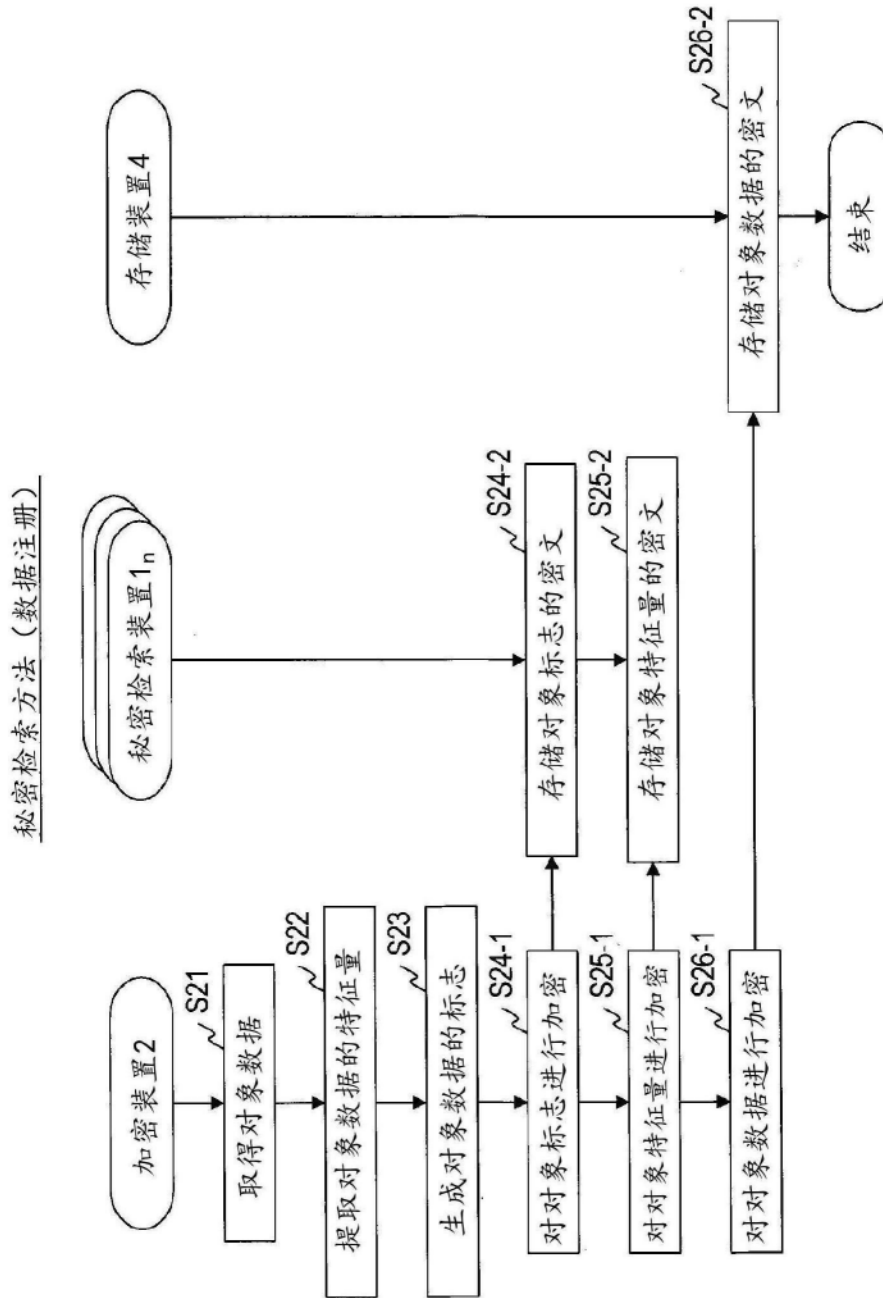 秘密检索方法（数据注册）
加密装置2
秘密检索装置1n
存储装置4
S21
取得对象数据
S22
提取对象数据的特征量
S23
生成对象数据的标志
S24-1
对对象标志进行加密
S24-2
存储对象标志的密文
S25-1
对对象特征量进行加密
S25-2
存储对象特征量的密文
S26-1
对对象数据进行加密
S26-2
存储对象数据的密文
结束